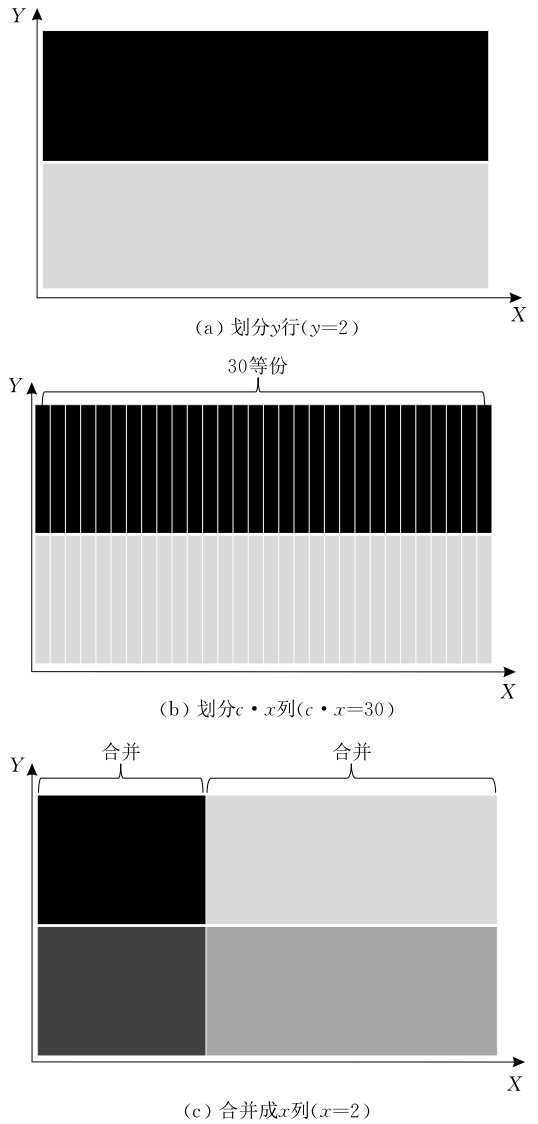 Y
X
(a) 划分y行(y=2)
30等份
Y
X
(b) 划分c·x列(c·x=30)
合并 合并
Y
X
(c) 合并成x列(x=2)